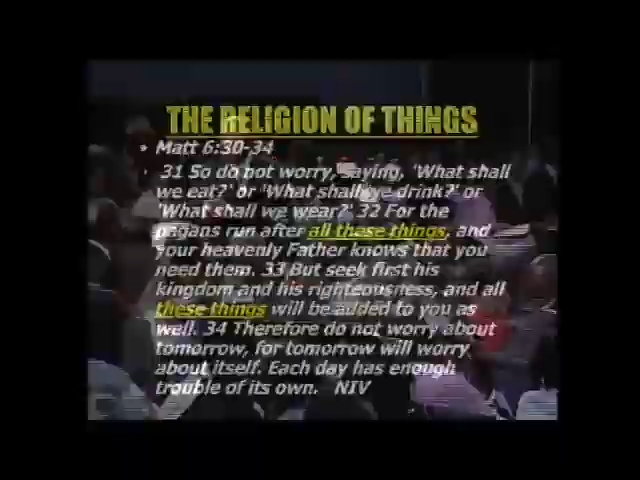 THE RELIGION OF THINGS
• Matt 6:30-34
• 31 So do not worry, saying, 'What shall
we eat?' or 'What shall we drink?' or
'What shall we wear?' 32 For the
pagans run after all these things, and
your heavenly Father knows that you
need them. 33 But seek first his
kingdom and his righteousness, and all
these things will be added to you as
well. 34 Therefore do not worry about
tomorrow, for tomorrow will worry
about itself. Each day has enough
trouble of its own. NIV